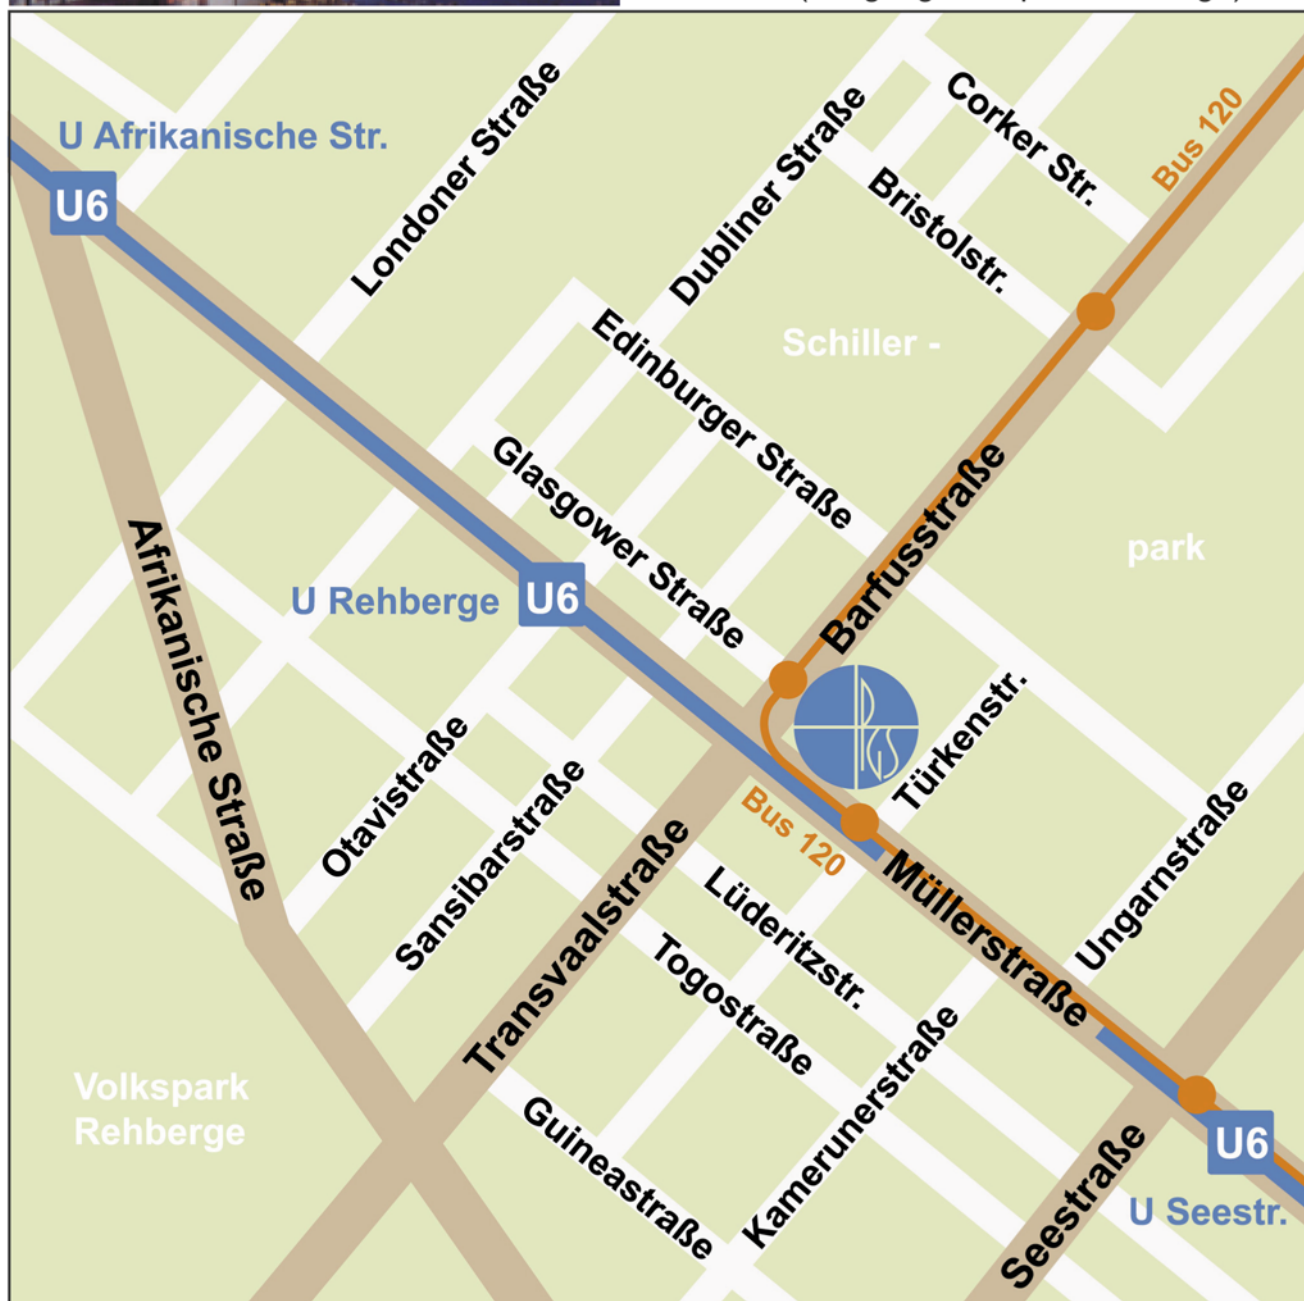 U Afrikanische Str.
U6
Londoner Straße
Dubliner Straße
Corker Str.
Bus 120
Bristolstr.
Schiller -
Edinburger Straße
Glasgower Straße
Barfusstraße
park
Afrikanische Straße
U Rehberge
U6
PGS
Türkenstr.
Otavistraße
Sansibarstraße
Bus 120
Transvaalstraße
Lüderitzstr.
Müllerstraße
Ungarnstraße
Togostraße
Volkspark
Rehberge
Guineastraße
Kamerunerstraße
Seestraße
U6
U Seestr.